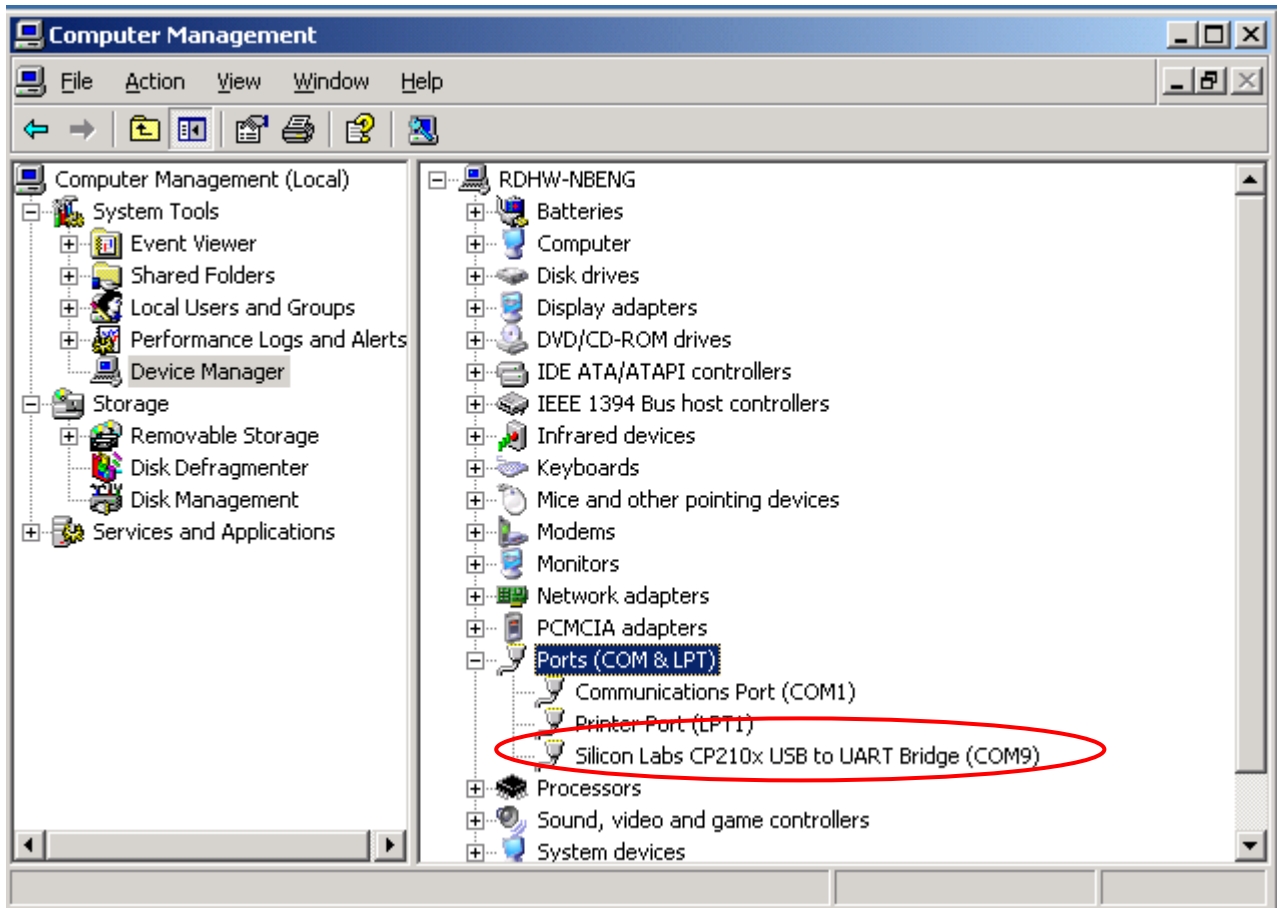 Computer Management
File Action View Window Help
Computer Management (Local)
System Tools
Event Viewer
Shared Folders
Local Users and Groups
Performance Logs and Alerts
Device Manager
Storage
Removable Storage
Disk Defragmenter
Disk Management
Services and Applications
RDHW-NBENG
Batteries
Computer
Disk drives
Display adapters
DVD/CD-ROM drives
IDE ATA/ATAPI controllers
IEEE 1394 Bus host controllers
Infrared devices
Keyboards
Mice and other pointing devices
Modems
Monitors
Network adapters
PCMCIA adapters
Ports (COM & LPT)
Communications Port (COM1)
Printer Port (LPT1)
Silicon Labs CP210x USB to UART Bridge (COM9)
Processors
Sound, video and game controllers
System devices